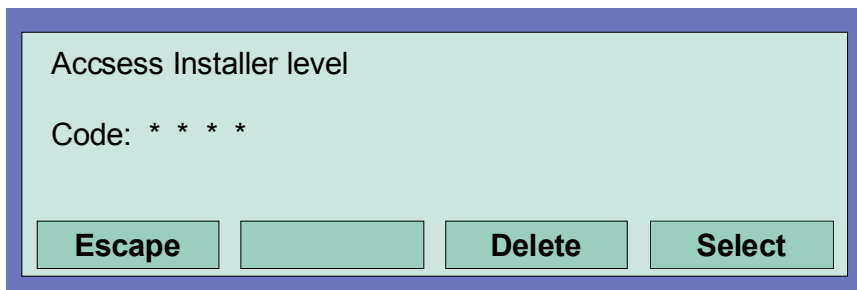 Accsess Installer level
Code: * * * *
Escape Delete Select